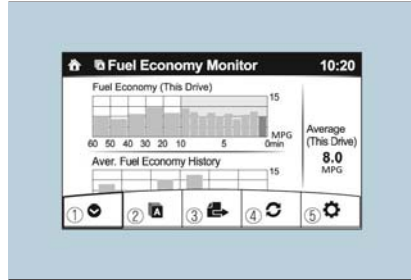 Fuel Economy Monitor 10:20
Fuel Economy (This Drive)
15
MPG
60 50 40 30 20 10 5 0min
Average
(This Drive)
8.0
MPG
Aver. Fuel Economy History
15
① ② A ③ ④ ⑤